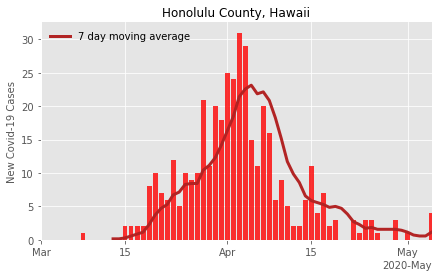 Honolulu County, Hawaii
7 day moving average
New Covid-19 Cases
30
25
20
15
10
5
0
Mar 15 Apr 15 May
2020-May